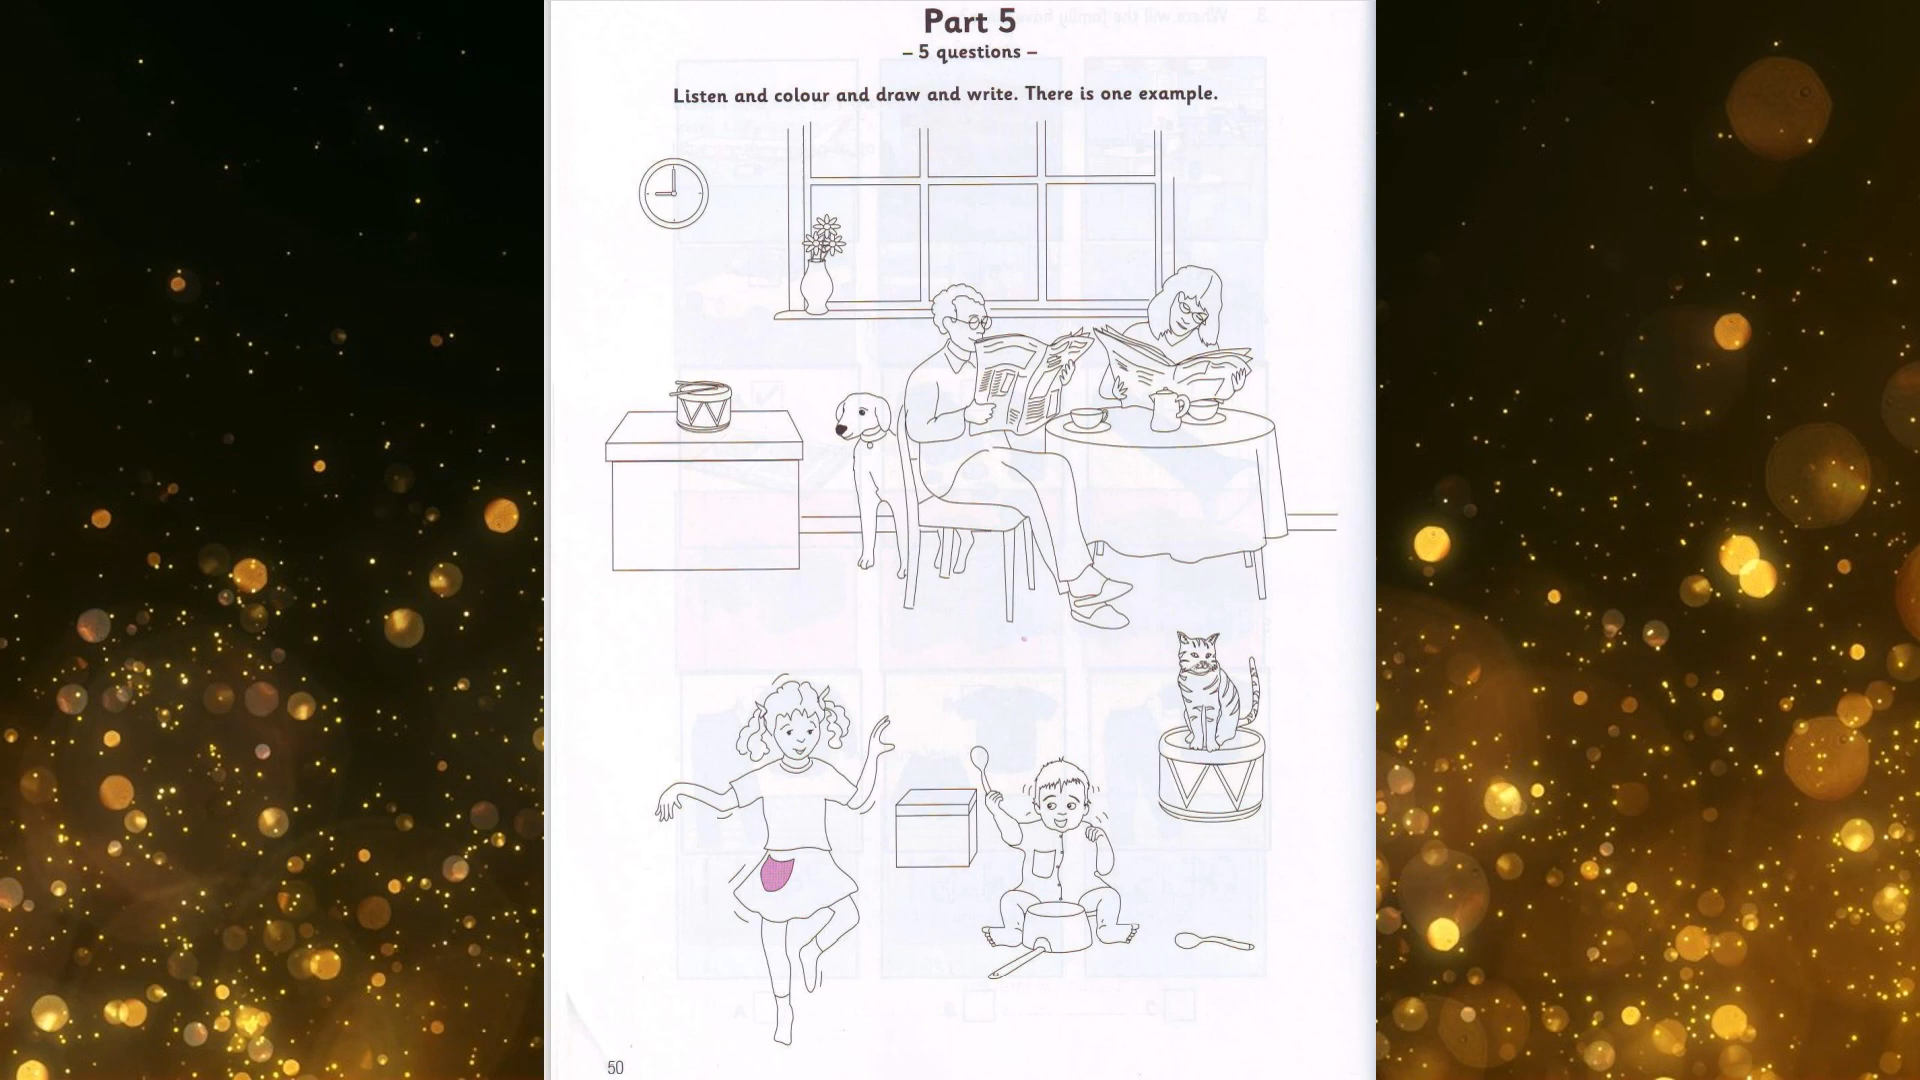 Part 5
– 5 questions –
Listen and colour and draw and write. There is one example.
50